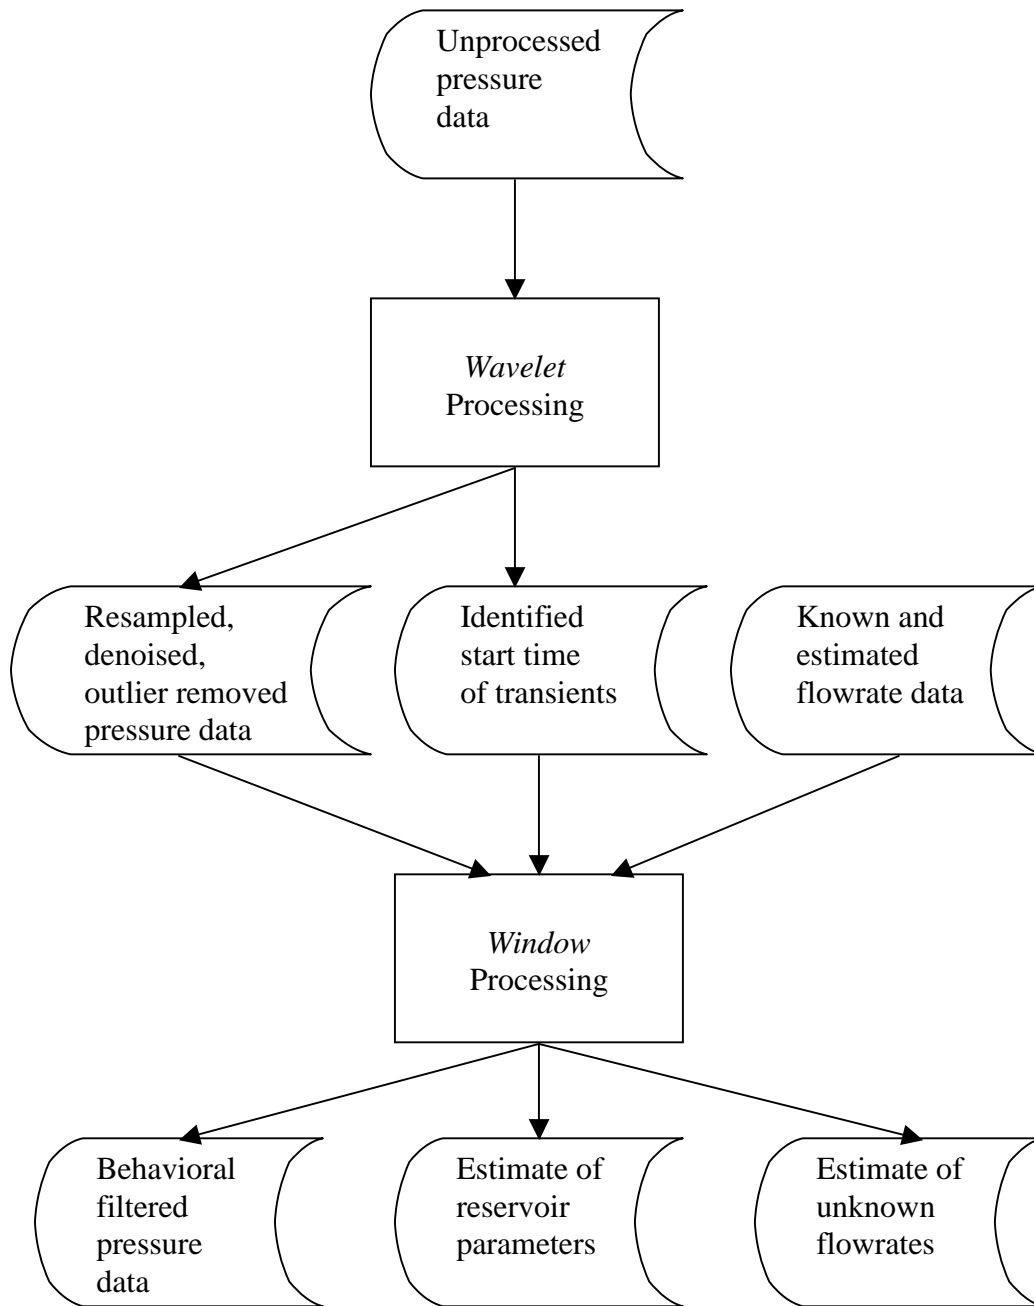 Unprocessed
pressure
data
Wavelet
Processing
Resampled,
denoised,
outlier removed
pressure data
Identified
start time
of transients
Known and
estimated
flowrate data
Window
Processing
Behavioral
filtered
pressure
data
Estimate of
reservoir
parameters
Estimate of
unknown
flowrates